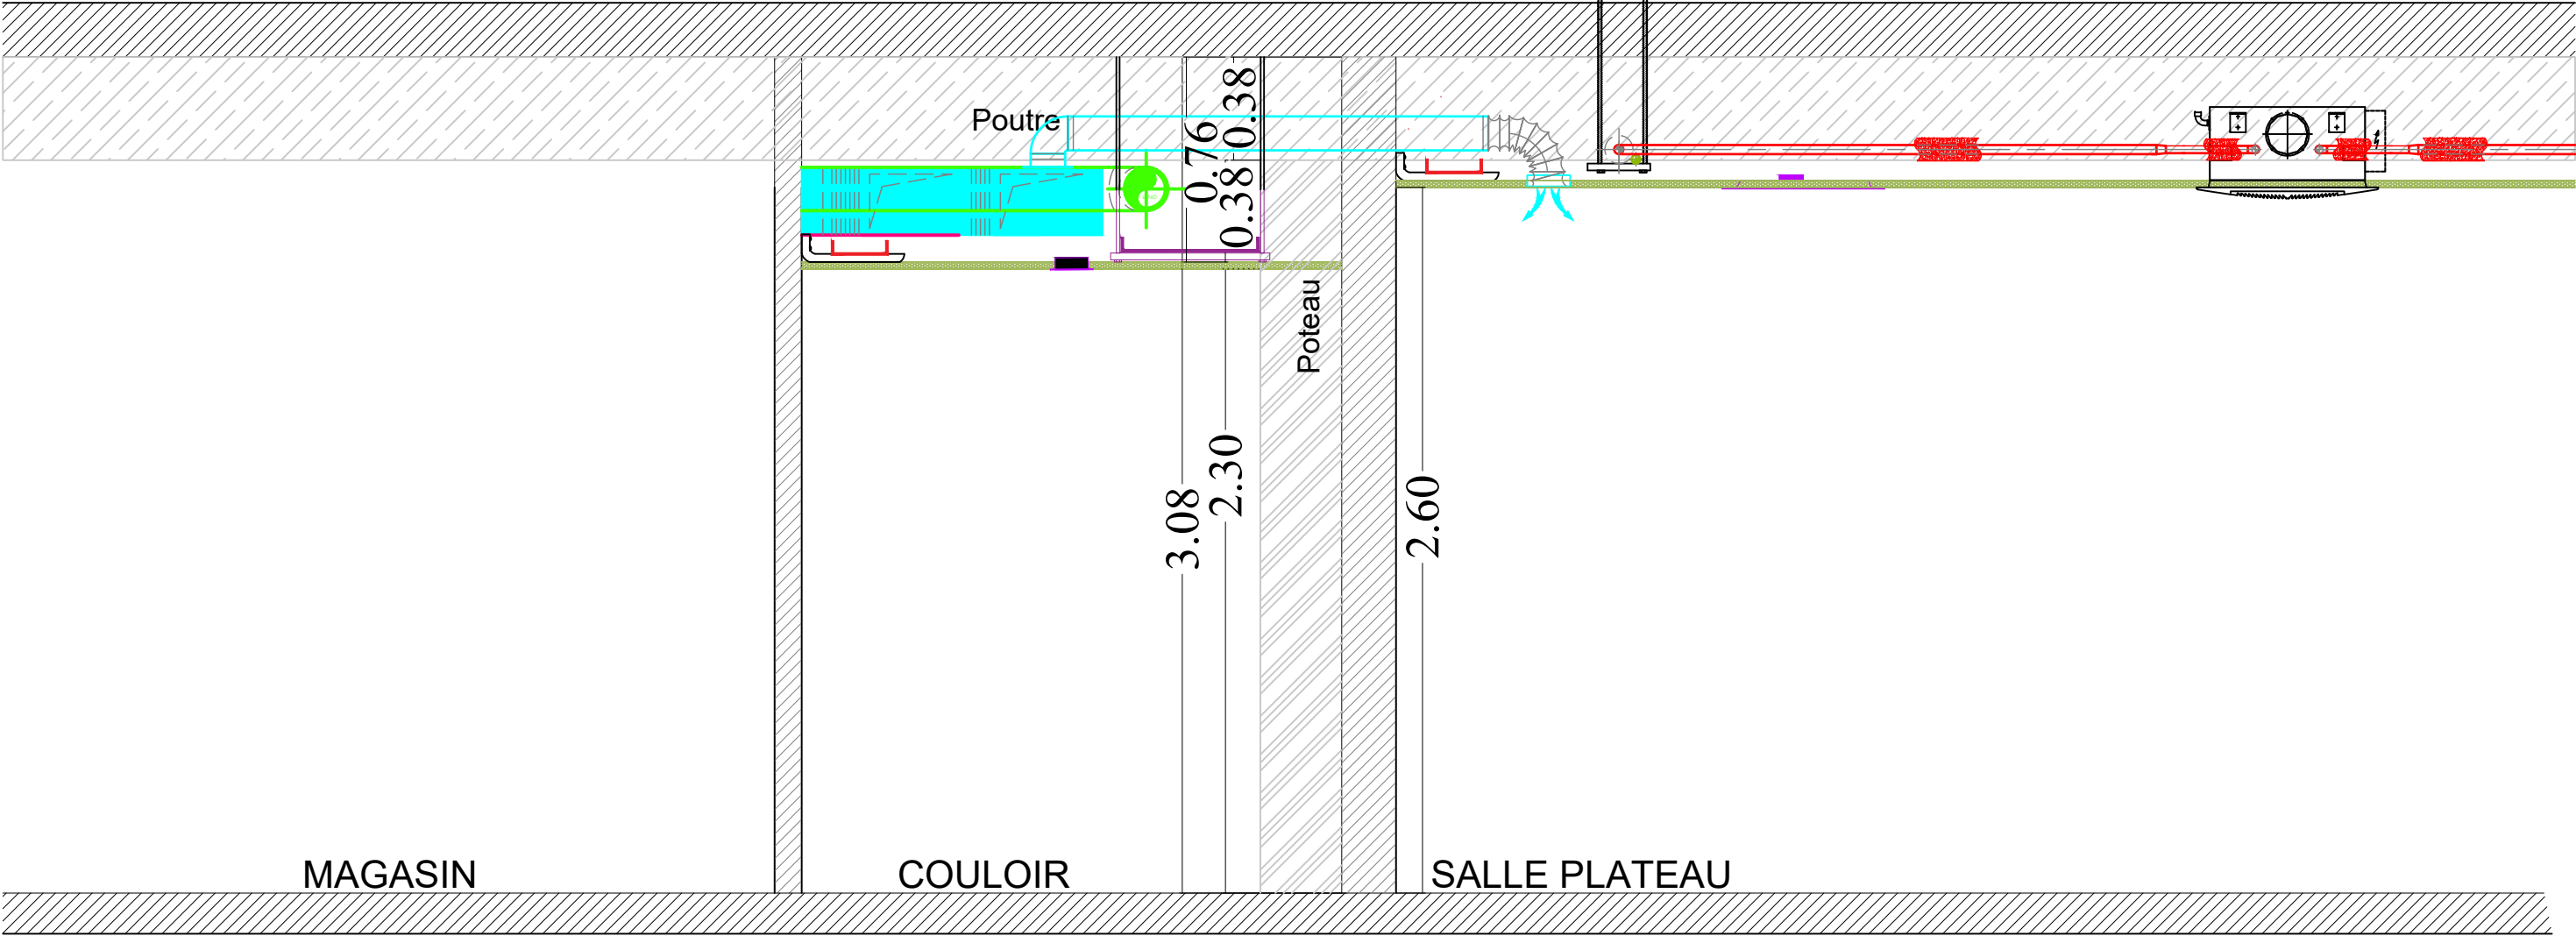 Poutre
0.38
0.76
0.38
Poteau
2.30
3.08
2.60
MAGASIN
COULOIR
SALLE PLATEAU